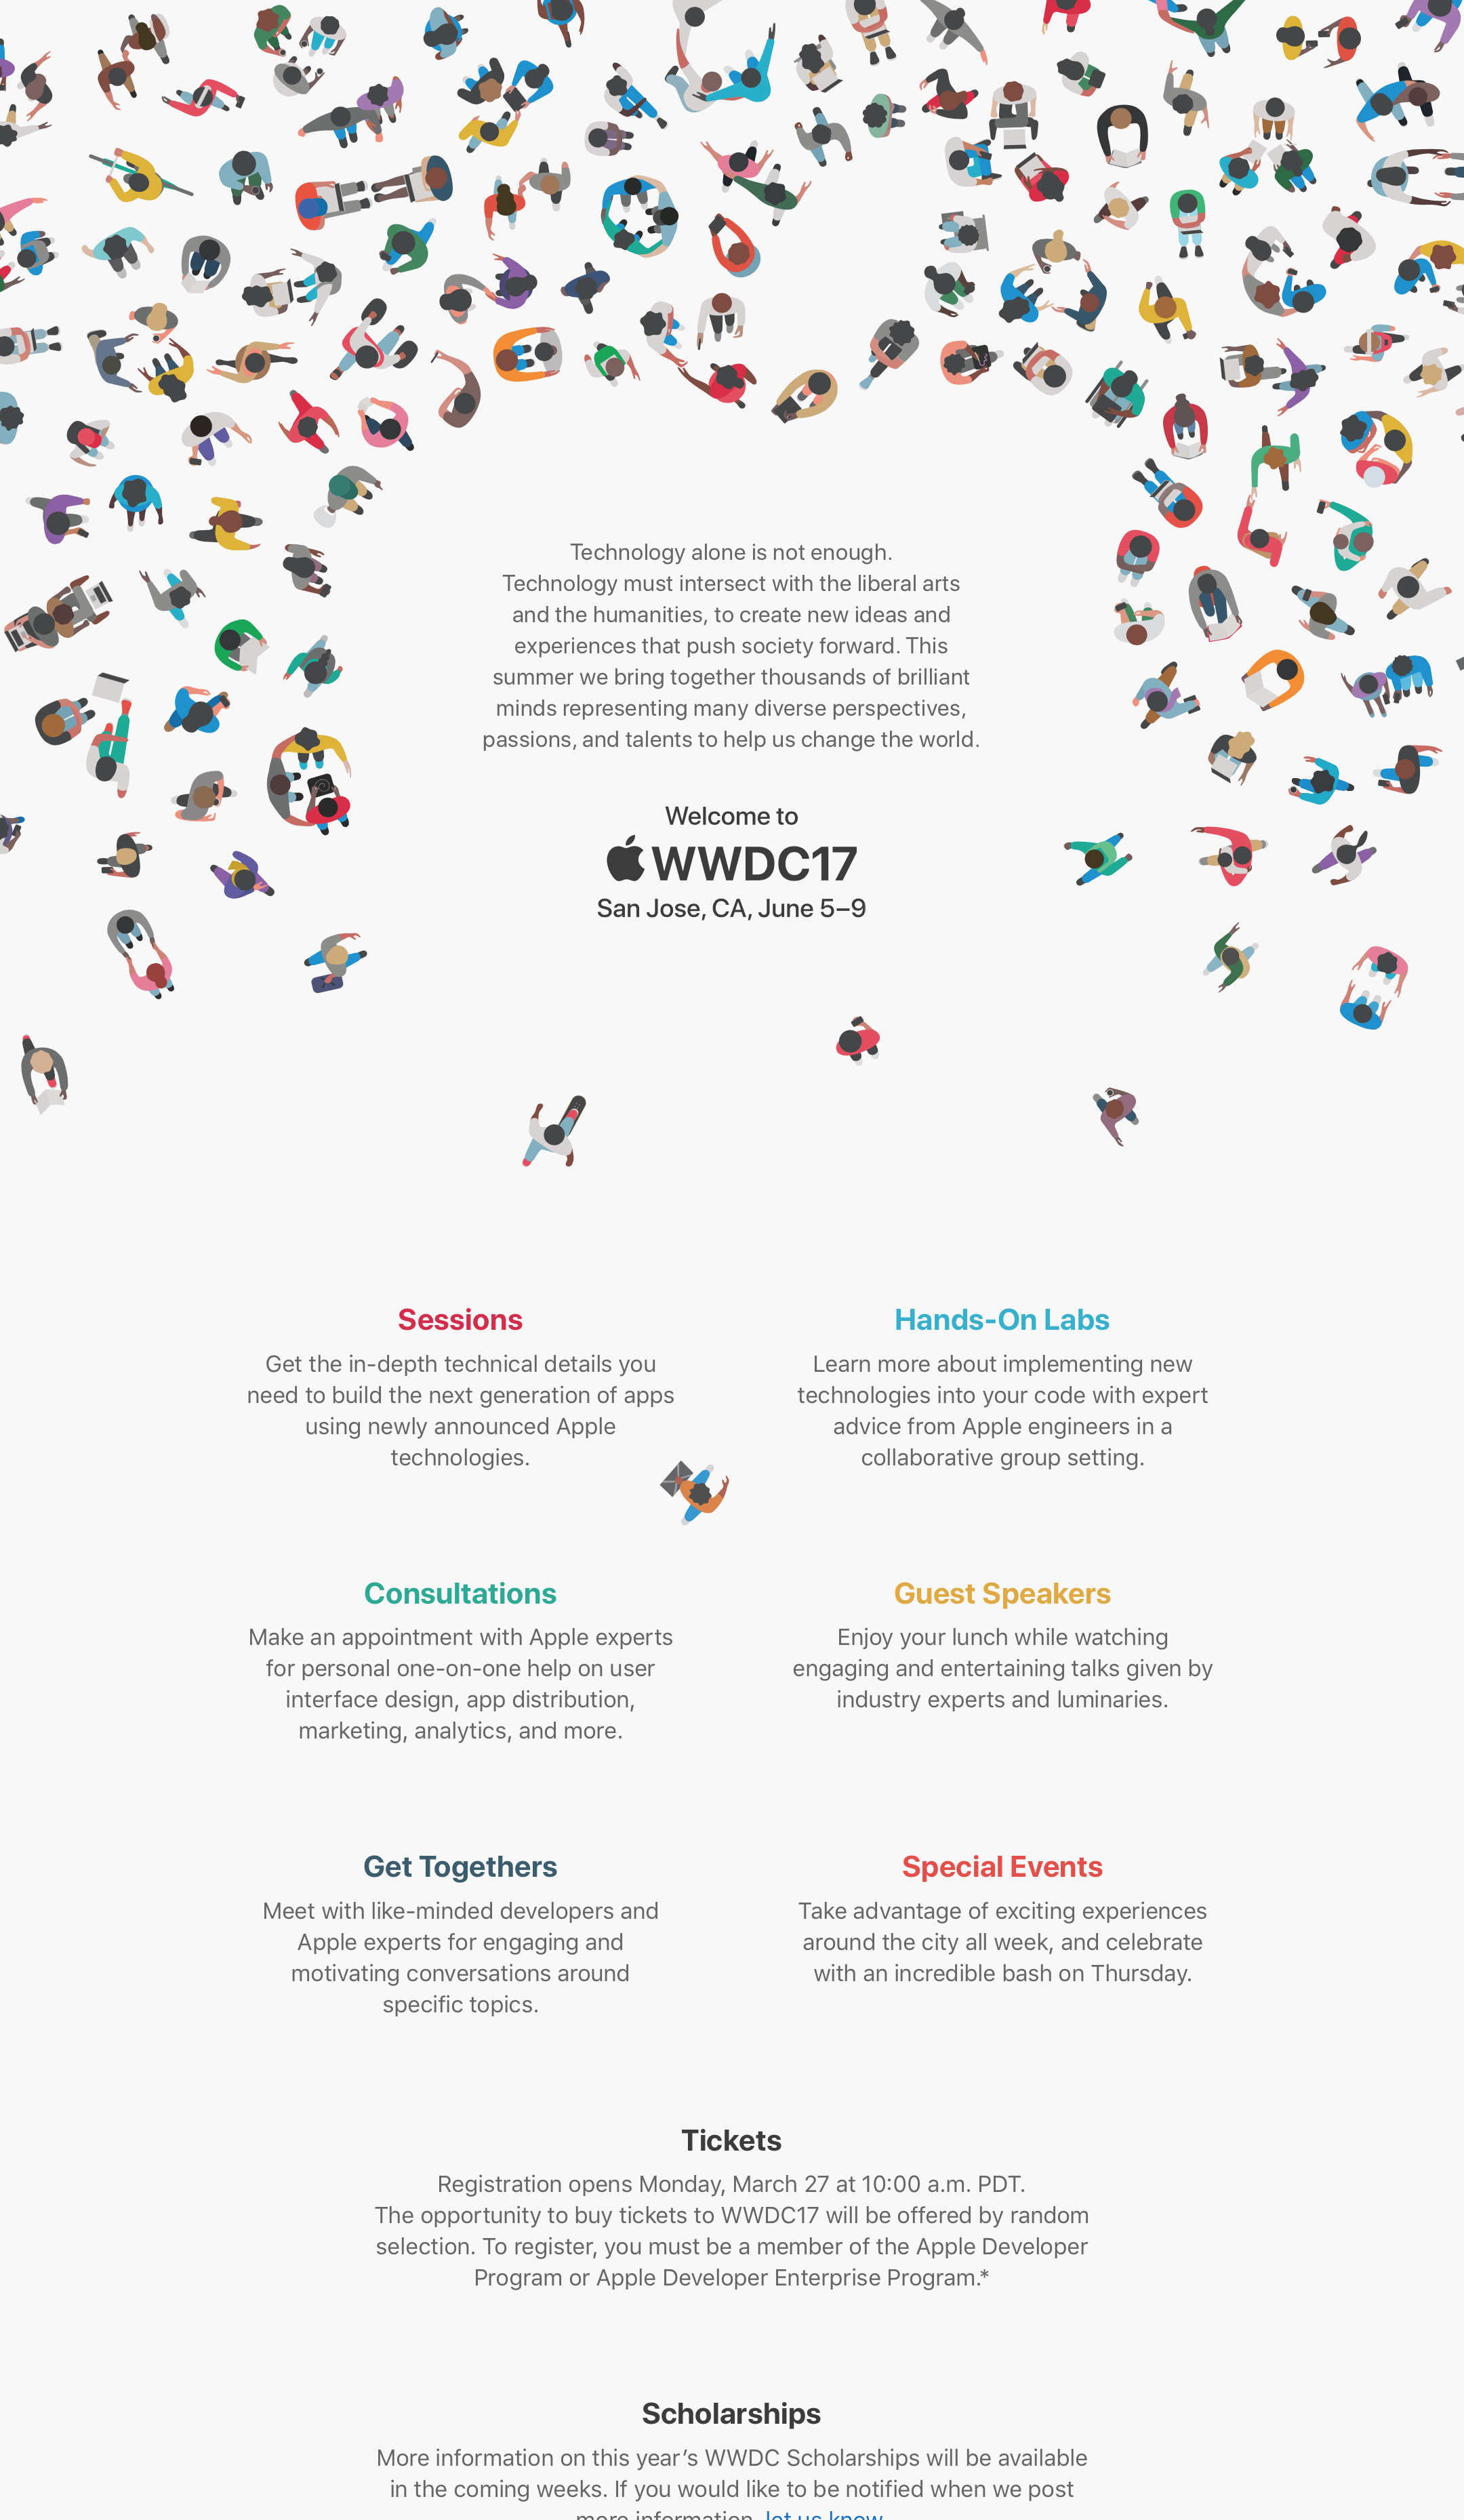 Technology alone is not enough.
Technology must intersect with the liberal arts
and the humanities, to create new ideas and
experiences that push society forward. This
summer we bring together thousands of brilliant
minds representing many diverse perspectives,
passions, and talents to help us change the world.
Welcome to
WWDC17
San Jose, CA, June 5–9
Sessions
Get the in-depth technical details you
need to build the next generation of apps
using newly announced Apple
technologies.
Hands-On Labs
Learn more about implementing new
technologies into your code with expert
advice from Apple engineers in a
collaborative group setting.
Consultations
Make an appointment with Apple experts
for personal one-on-one help on user
interface design, app distribution,
marketing, analytics, and more.
Guest Speakers
Enjoy your lunch while watching
engaging and entertaining talks given by
industry experts and luminaries.
Get Togethers
Meet with like-minded developers and
Apple experts for engaging and
motivating conversations around
specific topics.
Special Events
Take advantage of exciting experiences
around the city all week, and celebrate
with an incredible bash on Thursday.
Tickets
Registration opens Monday, March 27 at 10:00 a.m. PDT.
The opportunity to buy tickets to WWDC17 will be offered by random
selection. To register, you must be a member of the Apple Developer
Program or Apple Developer Enterprise Program.*
Scholarships
More information on this year’s WWDC Scholarships will be available
in the coming weeks. If you would like to be notified when we post
more information, let us know